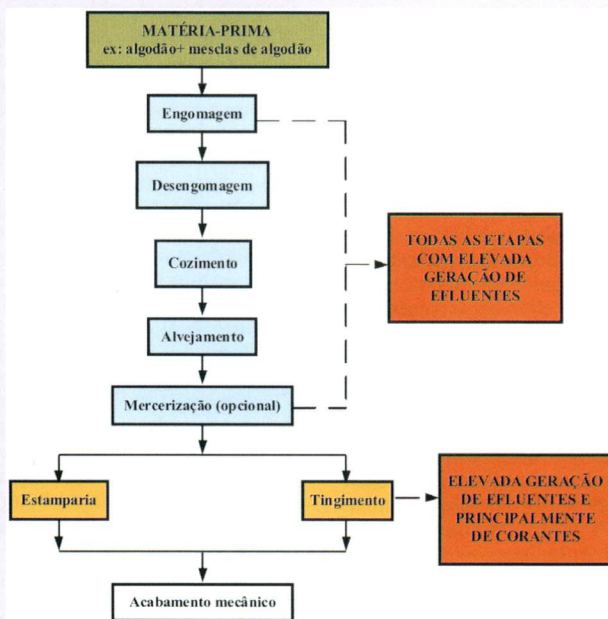 MATÉRIA-PRIMA
ex: algodão+ mesclas de algodão
Engomagem
Desengomagem
Cozimento
Alvejamento
Mercerização (opcional)
TODAS AS ETAPAS
COM ELEVADA
GERAÇÃO DE
EFLUENTES
Estamparia
Tingimento
ELEVADA GERAÇÃO
DE EFLUENTES E
PRINCIPALMENTE
DE CORANTES
Acabamento mecânico